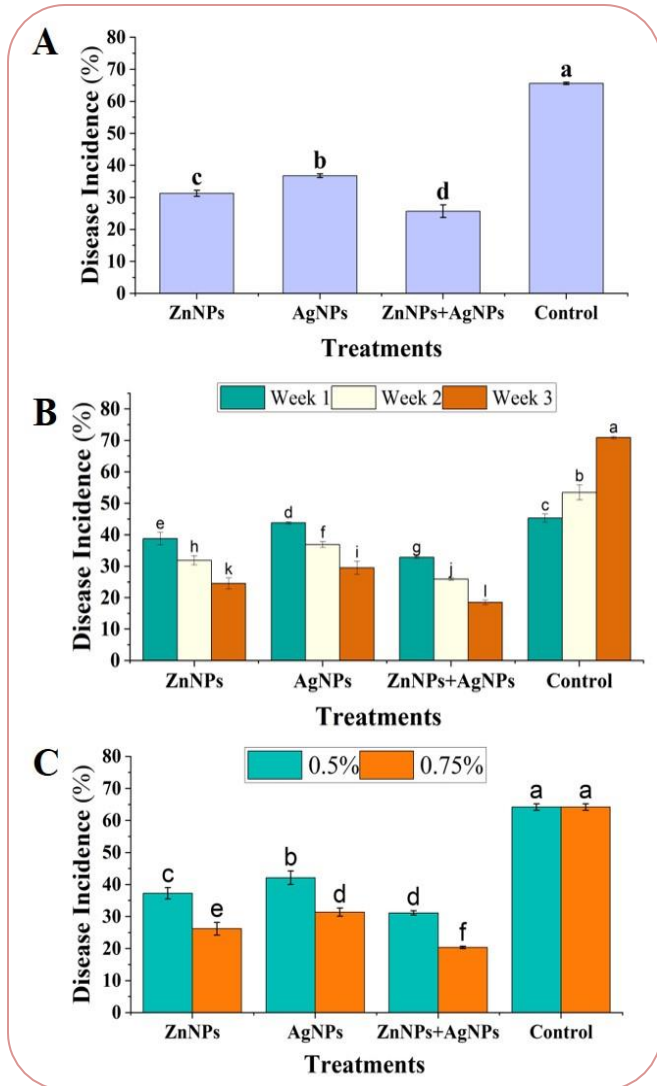 A
Disease Incidence (%)
80
70
60
50
40
30
20
10
0
c
b
d
a
ZnNPs AgNPs ZnNPs+AgNPs Control
Treatments
B
Week 1 Week 2 Week 3
Disease Incidence (%)
80
70
60
50
40
30
20
10
0
e h k d f i g j l c b a
ZnNPs AgNPs ZnNPs+AgNPs Control
Treatments
C
0.5% 0.75%
Disease Incidence (%)
80
70
60
50
40
30
20
10
0
c e b d d f a a
ZnNPs AgNPs ZnNPs+AgNPs Control
Treatments